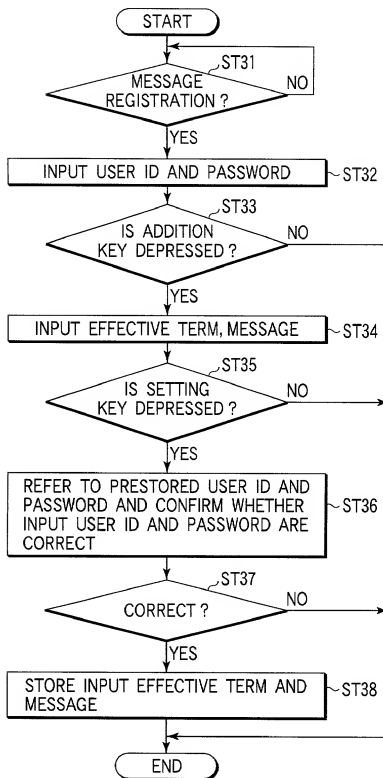 START
ST31
MESSAGE
REGISTRATION ?
NO
YES
INPUT USER ID AND PASSWORD
ST32
ST33
IS ADDITION
KEY DEPRESSED ?
NO
YES
INPUT EFFECTIVE TERM, MESSAGE
ST34
ST35
IS SETTING
KEY DEPRESSED ?
NO
YES
REFER TO PRESTORED USER ID AND
PASSWORD AND CONFIRM WHETHER
INPUT USER ID AND PASSWORD ARE
CORRECT
ST36
ST37
CORRECT ?
NO
YES
STORE INPUT EFFECTIVE TERM AND
MESSAGE
ST38
END